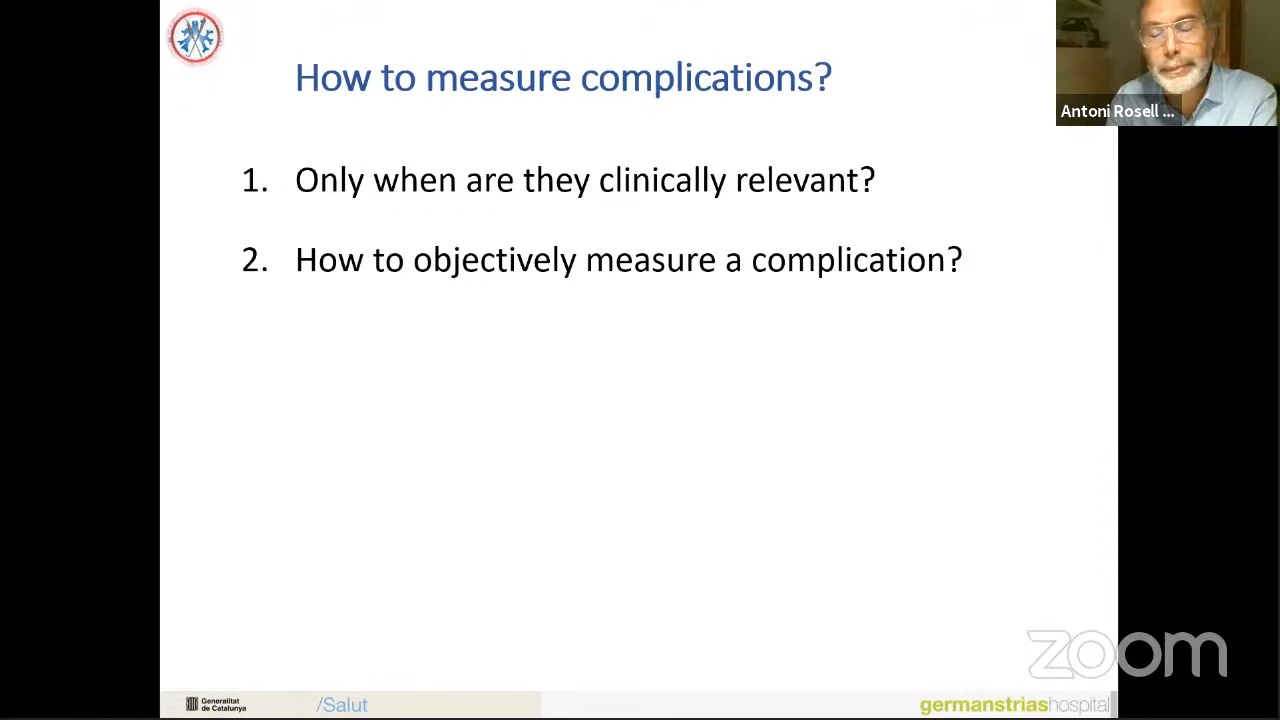 How to measure complications?
Antoni Rosell ...
1. Only when are they clinically relevant?
2. How to objectively measure a complication?
zoom
Generalitat
de Catalunya
/Salut
germanstriashospital